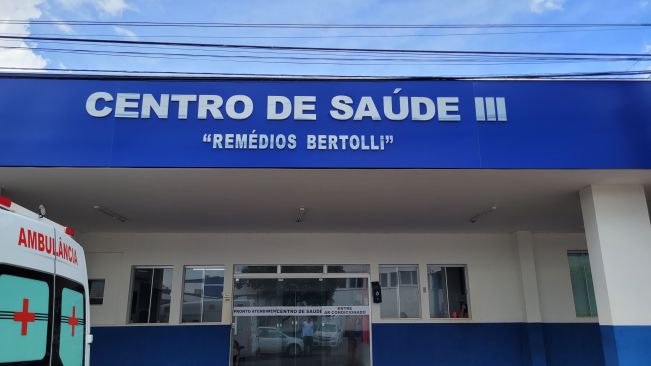 CENTRO DE SAÚDE III
“REMÉDIOS BERTOLLi”
AMBULÂNCIA
PRONTO ATENDIMENTO
CENTRO DE SAÚDE
ENTRE
AR CONDICIONADO